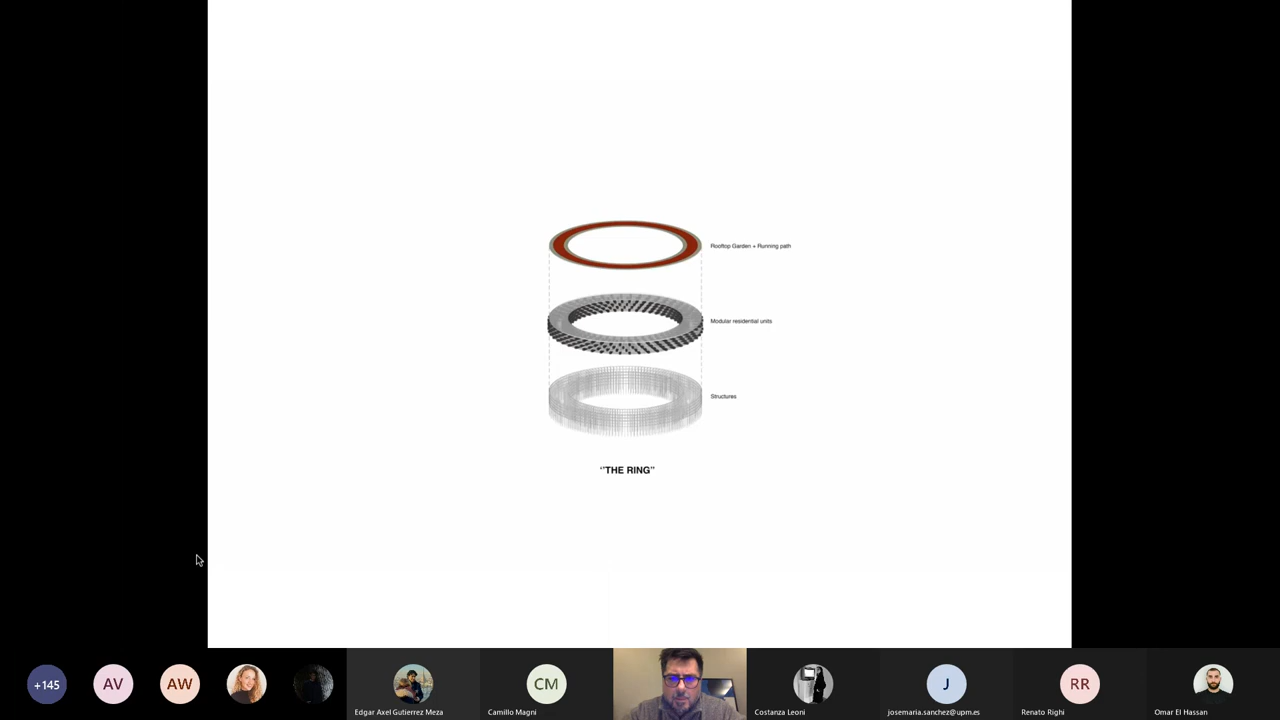 Rooftop Garden + Running path
Modular residential units
Structures
‘’THE RING’’
+145
AV
AW
CM
J
RR
Edgar Axel Gutierrez Meza
Camillo Magni
Costanza Leoni
josemaria.sanchez@upm.es
Renato Righi
Omar El Hassan